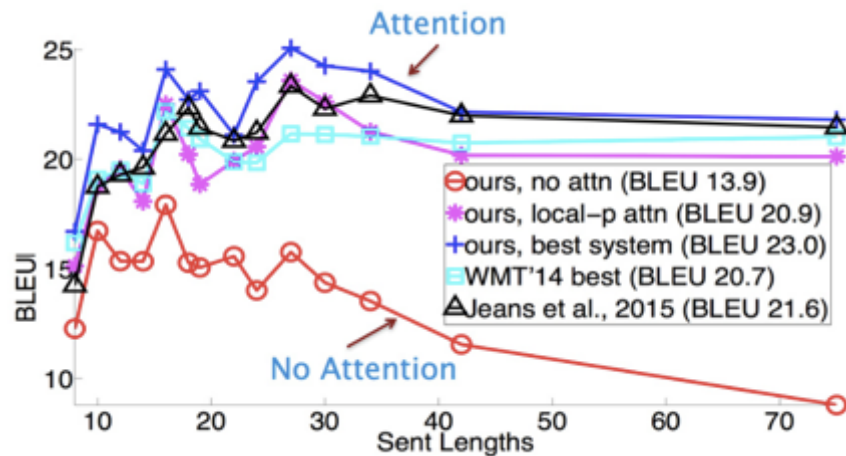 Attention
25
20
15
10
BLEU
ours, no attn (BLEU 13.9)
ours, local-p attn (BLEU 20.9)
ours, best system (BLEU 23.0)
WMT'14 best (BLEU 20.7)
Jeans et al., 2015 (BLEU 21.6)
No Attention
10 20 30 40 50 60 70
Sent Lengths